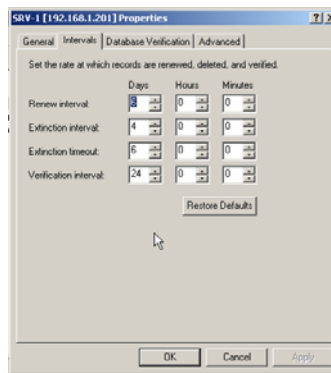 SRV-1 [192.168.1.201] Properties ? X
General Intervals Database Verification Advanced
Set the rate at which records are renewed, deleted, and verified.
Days Hours Minutes
Renew interval: 6 0 0
Extinction interval: 4 0 0
Extinction timeout: 6 0 0
Verification interval: 24 0 0
Restore Defaults
OK Cancel Apply